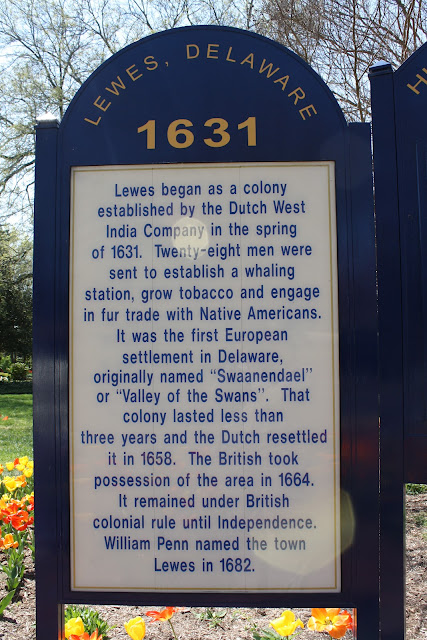 LEWES, DELAWARE
1631
Lewes began as a colony
established by the Dutch West
India Company in the spring
of 1631. Twenty-eight men were
sent to establish a whaling
station, grow tobacco and engage
in fur trade with Native Americans.
It was the first European
settlement in Delaware,
originally named "Swaanendael"
or "Valley of the Swans". That
colony lasted less than
three years and the Dutch resettled
it in 1658. The British took
possession of the area in 1664.
It remained under British
colonial rule until Independence.
William Penn named the town
Lewes in 1682.